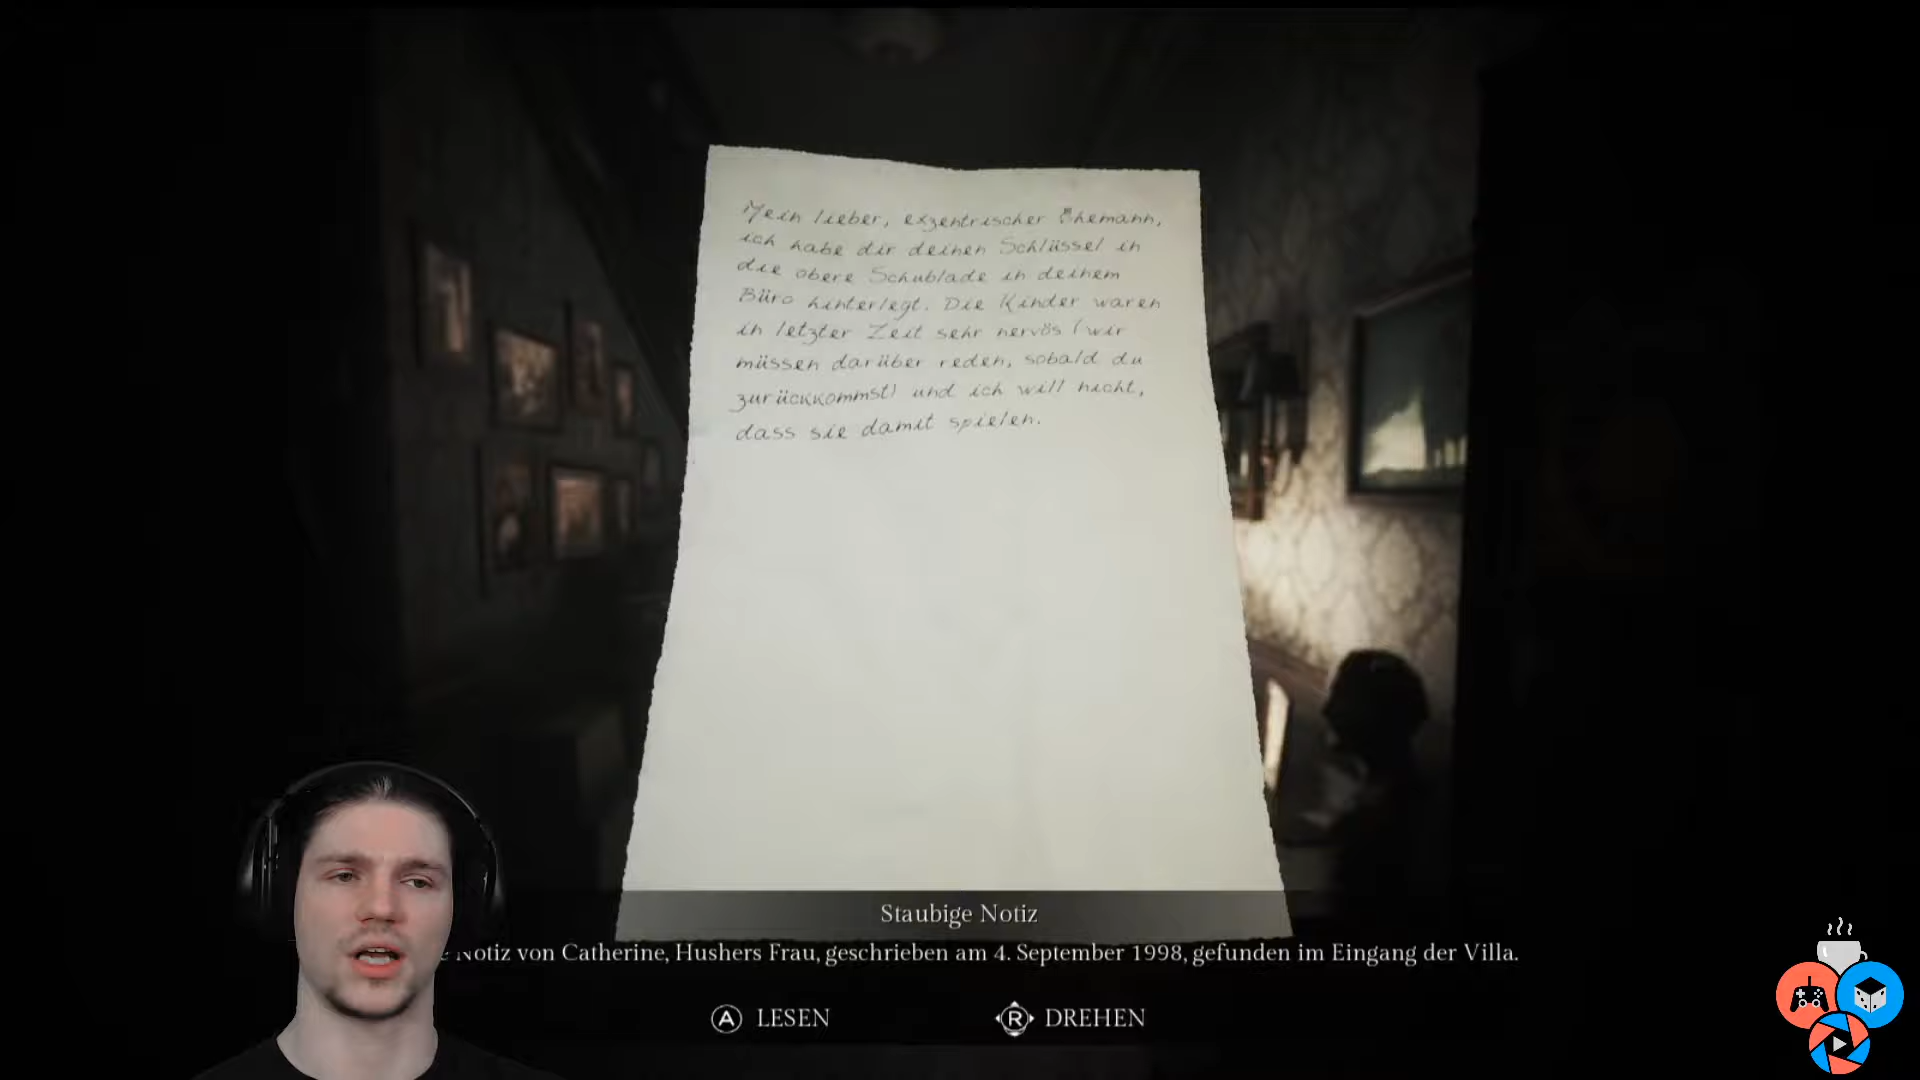 Mein lieber, exzentrischer Ehemann,
ich habe dir deinen Schlüssel in
die obere Schublade in deinem
Büro hinterlegt. Die Kinder waren
in letzter Zeit sehr nervös (wir
müssen darüber reden, sobald du
zurückkommst) und ich will nicht,
dass sie damit spielen.
Staubige Notiz
Notiz von Catherine, Hushers Frau, geschrieben am 4. September 1998, gefunden im Eingang der Villa.
A LESEN R DREHEN